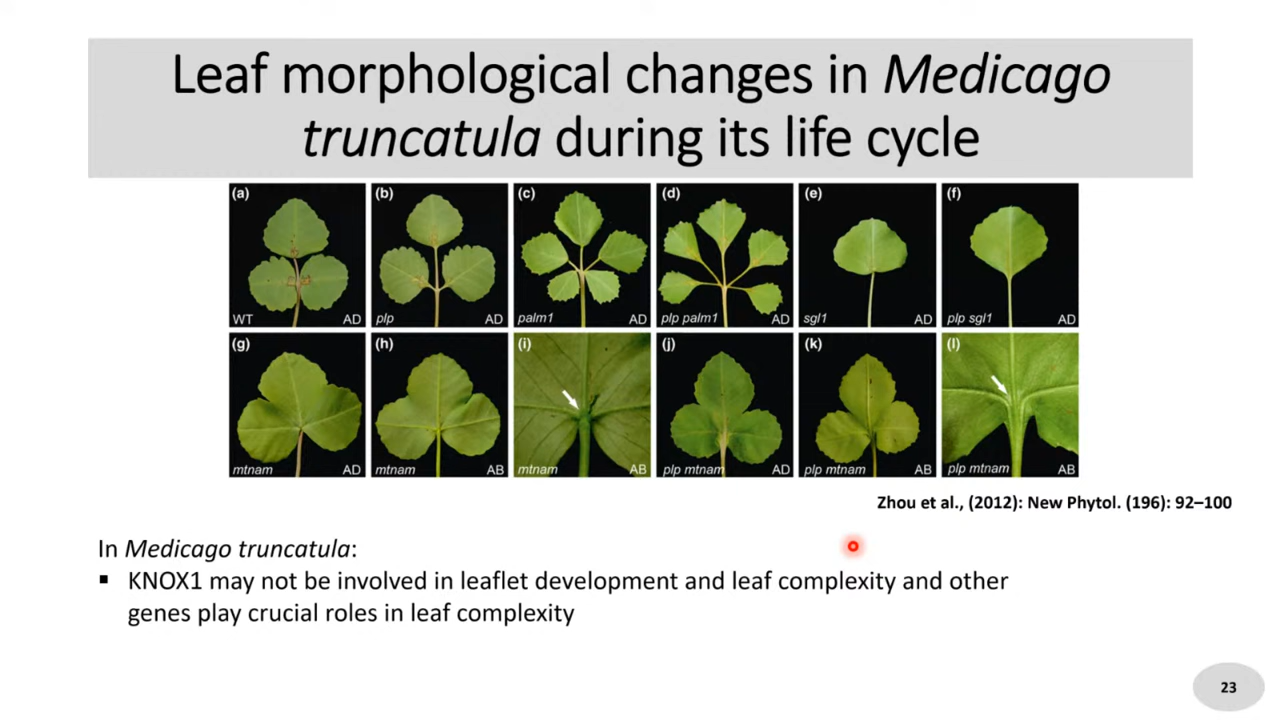 Leaf morphological changes in Medicago
truncatula during its life cycle
(a) (b) (c) (d) (e) (f)
WT AD plp AD palm1 AD plp palm1 AD sgl1 AD plp sgl1 AD
(g) (h) (i) (j) (k) (l)
mtnam AD mtnam AB mtnam AB plp mtnam AD plp mtnam AB plp mtnam AB
Zhou et al., (2012): New Phytol. (196): 92–100
In Medicago truncatula:
▪ KNOX1 may not be involved in leaflet development and leaf complexity and other
genes play crucial roles in leaf complexity
23